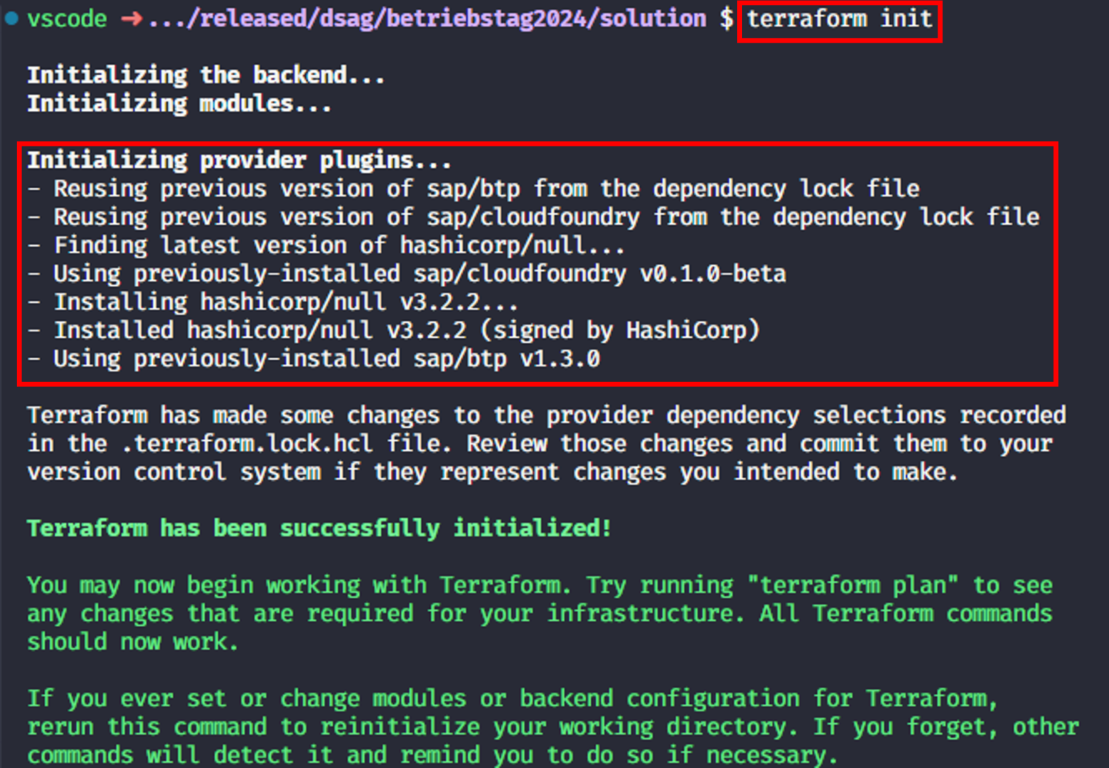 vscode ➜ .../released/dsag/betriebstag2024/solution $ terraform init
Initializing the backend...
Initializing modules...
Initializing provider plugins...
- Reusing previous version of sap/btp from the dependency lock file
- Reusing previous version of sap/cloudfoundry from the dependency lock file
- Finding latest version of hashicorp/null...
- Using previously-installed sap/cloudfoundry v0.1.0-beta
- Installing hashicorp/null v3.2.2...
- Installed hashicorp/null v3.2.2 (signed by HashiCorp)
- Using previously-installed sap/btp v1.3.0
Terraform has made some changes to the provider dependency selections recorded
in the .terraform.lock.hcl file. Review those changes and commit them to your
version control system if they represent changes you intended to make.
Terraform has been successfully initialized!
You may now begin working with Terraform. Try running "terraform plan" to see
any changes that are required for your infrastructure. All Terraform commands
should now work.
If you ever set or change modules or backend configuration for Terraform,
rerun this command to reinitialize your working directory. If you forget, other
commands will detect it and remind you to do so if necessary.